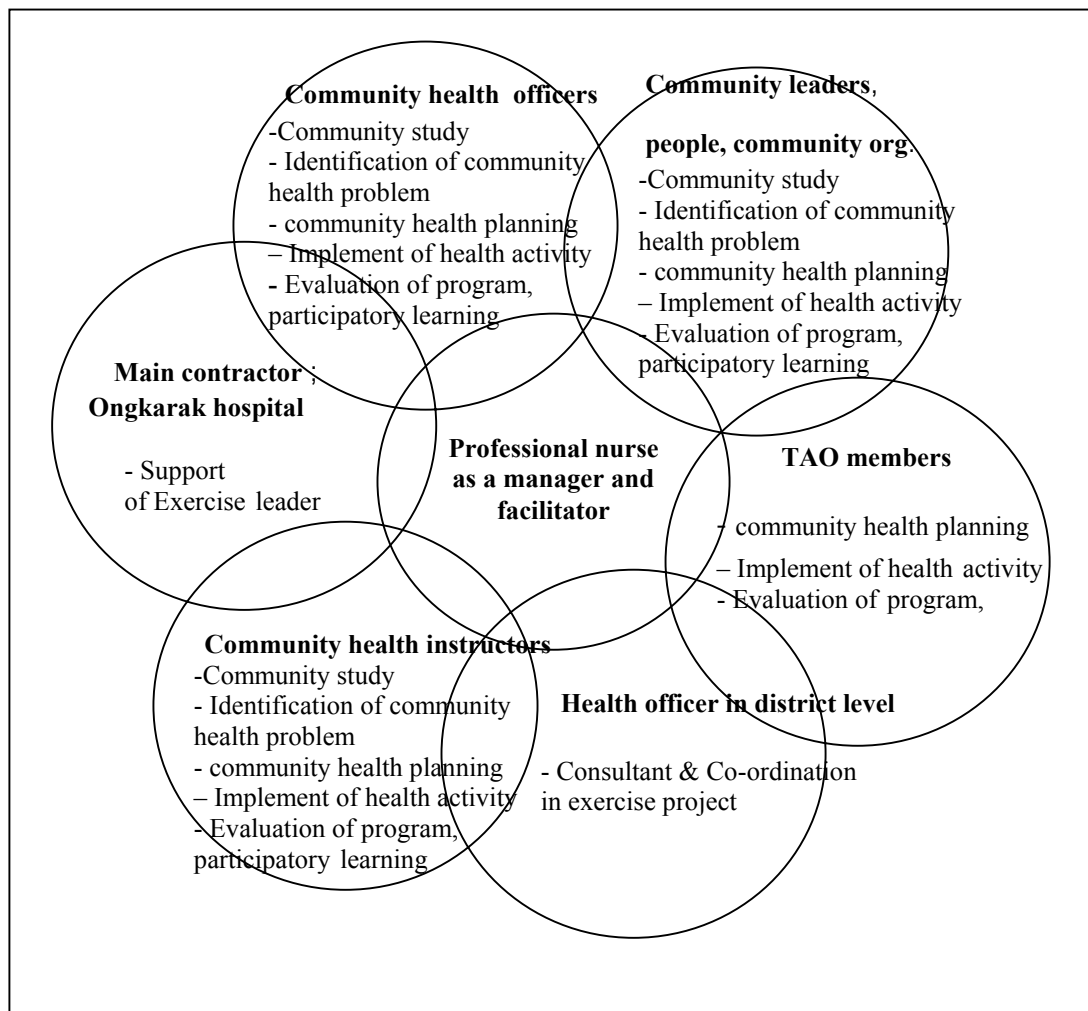 Community health officers
-Community study
- Identification of community
health problem
- community health planning
– Implement of health activity
- Evaluation of program,
participatory learning
Community leaders,
people, community org.
-Community study
- Identification of community
health problem
- community health planning
– Implement of health activity
- Evaluation of program,
participatory learning
Main contractor ;
Ongkarak hospital
- Support
of Exercise leader
Professional nurse
as a manager and
facilitator
TAO members
- community health planning
– Implement of health activity
- Evaluation of program,
Community health instructors
-Community study
- Identification of community
health problem
- community health planning
– Implement of health activity
- Evaluation of program,
participatory learning
Health officer in district level
- Consultant & Co-ordination
in exercise project